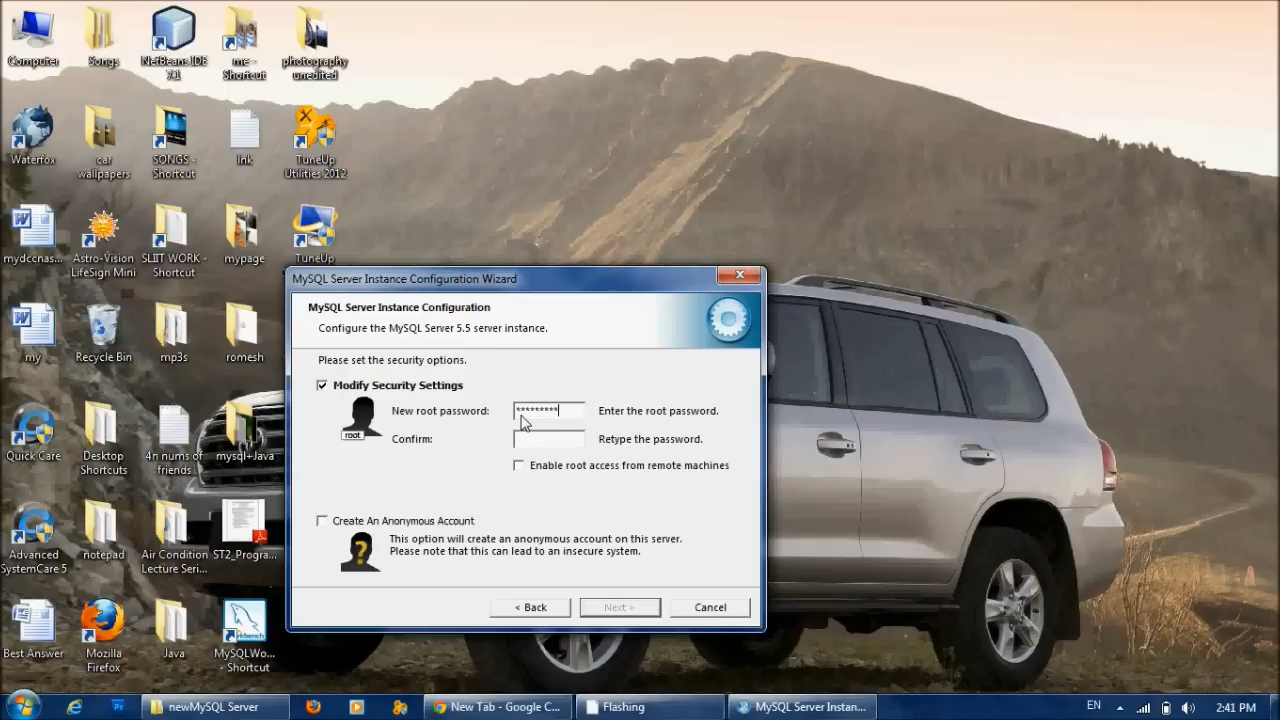 Computer
Songs
NetBeans IDE
7.1
me -
Shortcut
photography
unedited
Waterfox
car
wallpapers
SONGS -
Shortcut
lnk
TuneUp
Utilities 2012
mydccnas...
Astro-Vision
LifeSign Mini
SLIIT WORK -
Shortcut
mypage
TuneUp
my
Recycle Bin
mp3s
romesh
Quick Care
Desktop
Shortcuts
4n nums of
friends
mysql+Java
Advanced
SystemCare 5
notepad
Air Condition
Lecture Seri...
ST2_Progra...
Best Answer
Mozilla
Firefox
Java
MySQLWo...
- Shortcut
MySQL Server Instance Configuration Wizard
MySQL Server Instance Configuration
Configure the MySQL Server 5.5 server instance.
Please set the security options.
Modify Security Settings
root
New root password:
*********
Enter the root password.
Confirm:
Retype the password.
Enable root access from remote machines
Create An Anonymous Account
This option will create an anonymous account on this server.
Please note that this can lead to an insecure system.
< Back
Next >
Cancel
newMySQL Server
New Tab - Google C...
Flashing
MySQL Server Instan...
EN
2:41 PM